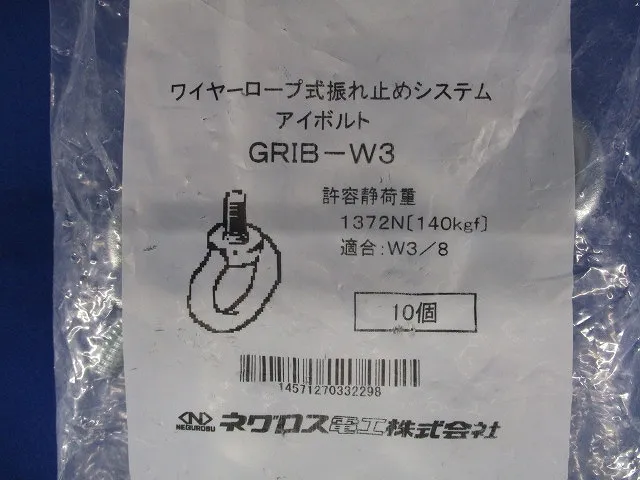 ワイヤーロープ式振れ止めシステム
アイボルト
GRIB－W3
許容静荷重
1372N[140kgf]
適合:W3／8
10個
14571270332298
N
NEGUROSU
ネグロス電工株式会社